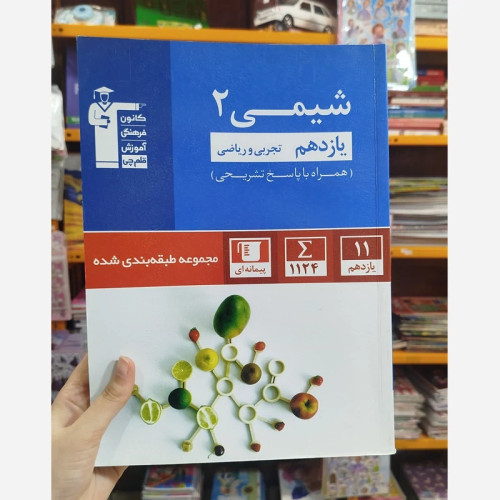 شیمی ۲
یازدهم تجربی و ریاضی
(همراه با پاسخ تشریحی)
کانون
فرهنگی
آموزش
قلم‌چی
۱۱
یازدهم
Σ
۱۱۲۴
پیمانه‌ای
مجموعه طبقه‌بندی شده